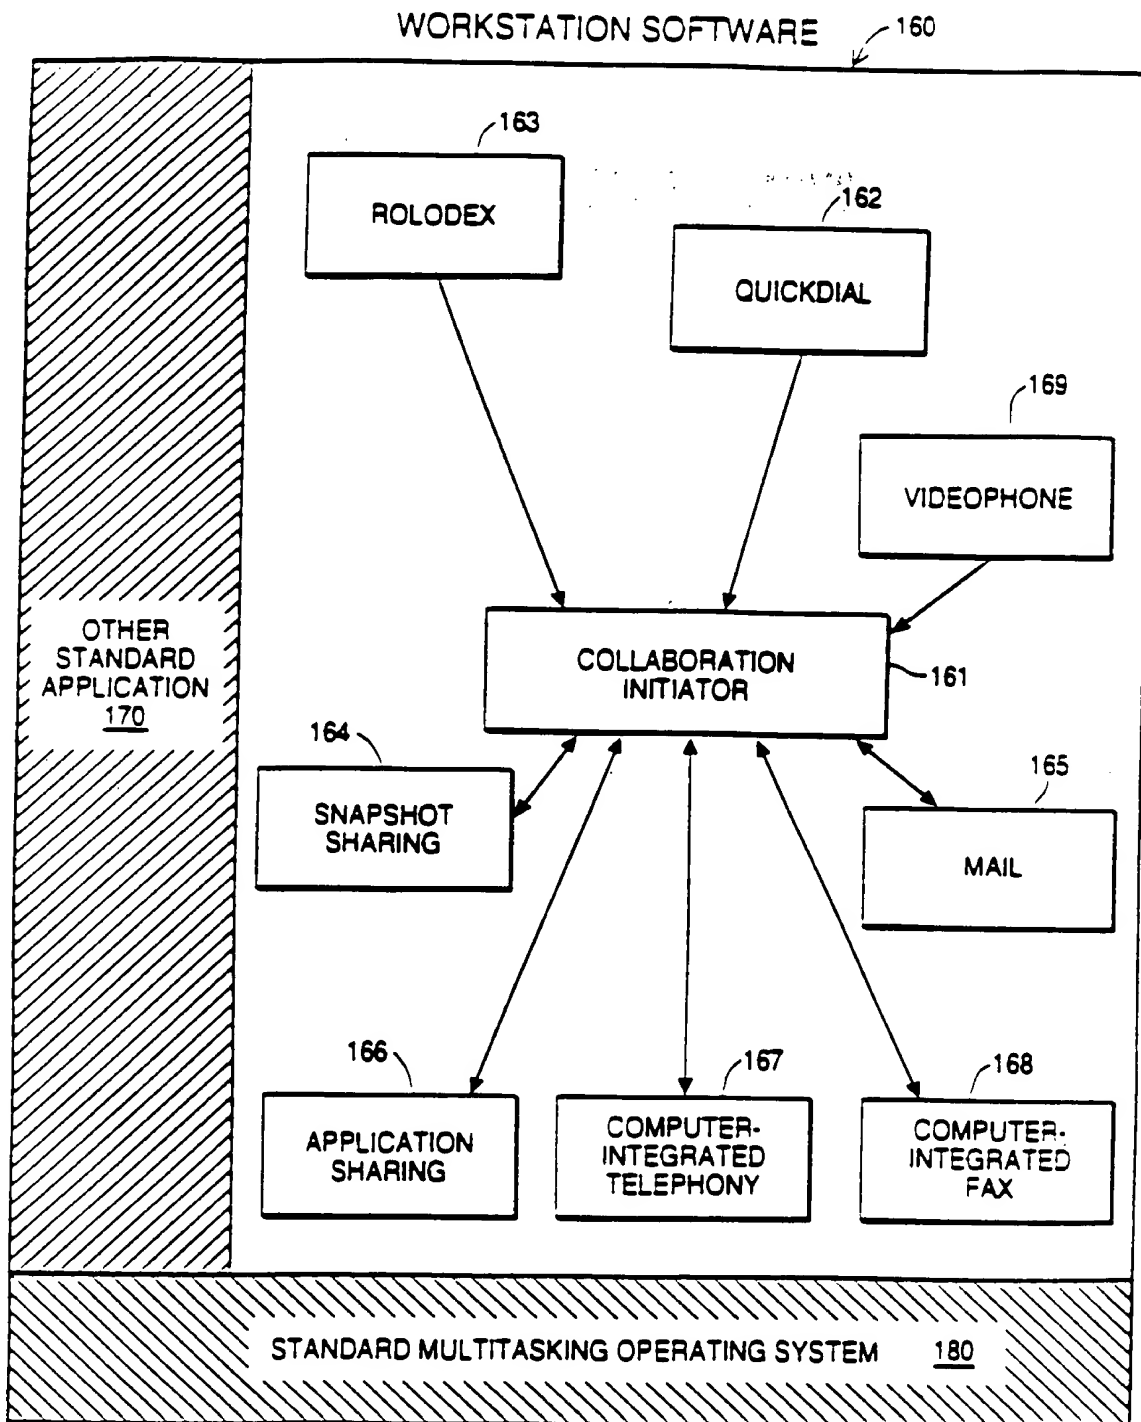 WORKSTATION SOFTWARE
160
163
ROLODEX
162
QUICKDIAL
169
VIDEOPHONE
COLLABORATION
INITIATOR
161
OTHER
STANDARD
APPLICATION
170
164
SNAPSHOT
SHARING
165
MAIL
166
APPLICATION
SHARING
167
COMPUTER-
INTEGRATED
TELEPHONY
168
COMPUTER-
INTEGRATED
FAX
STANDARD MULTITASKING OPERATING SYSTEM 180